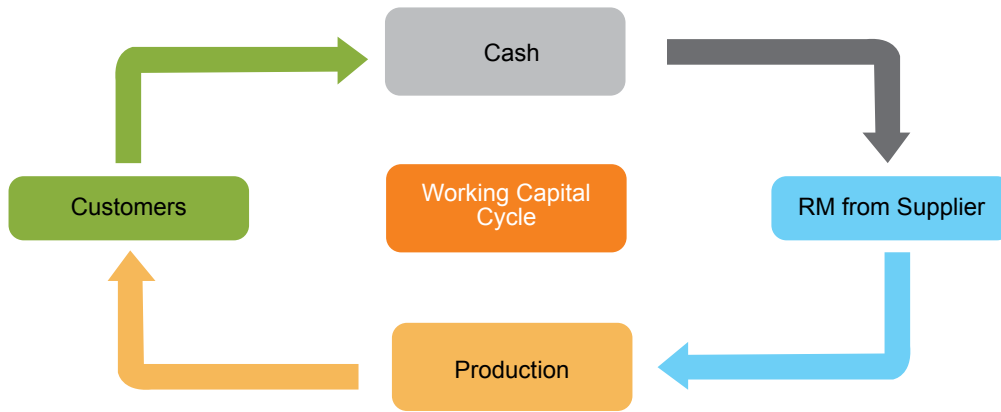 Cash
Customers
Working Capital
Cycle
RM from Supplier
Production